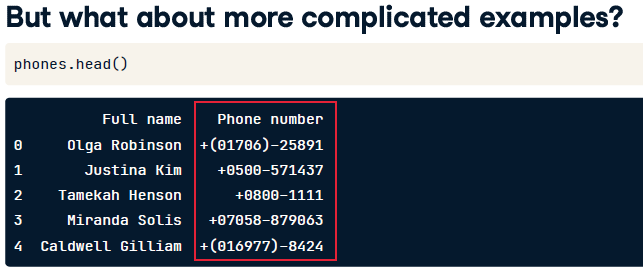 But what about more complicated examples?
phones.head()
Full name Phone number
0 Olga Robinson +(01706)-25891
1 Justina Kim +0500-571437
2 Tamekah Henson +0800-1111
3 Miranda Solis +07058-879063
4 Caldwell Gilliam +(016977)-8424